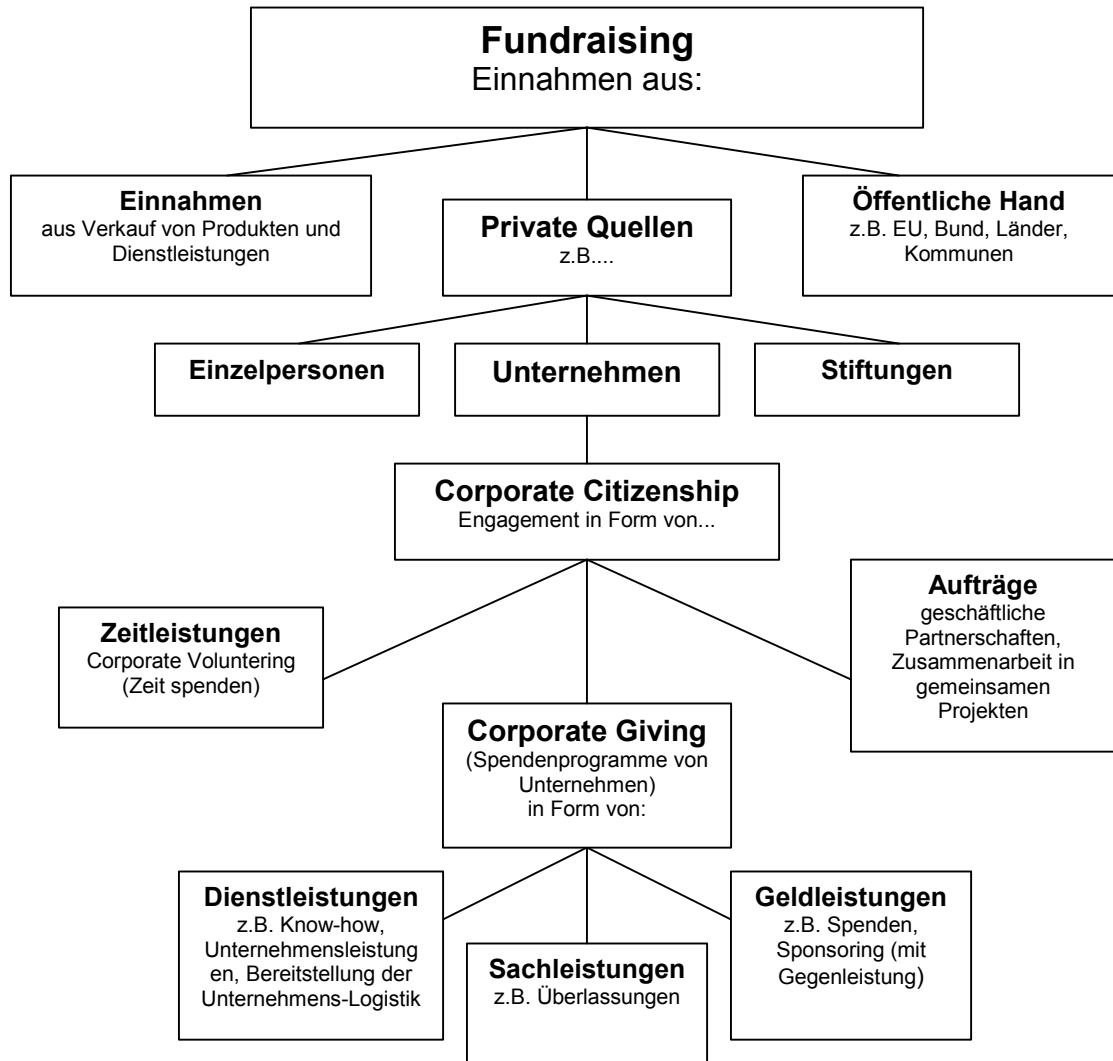 Fundraising
Einnahmen aus:
Einnahmen
aus Verkauf von Produkten und
Dienstleistungen
Private Quellen
z.B....
Öffentliche Hand
z.B. EU, Bund, Länder,
Kommunen
Einzelpersonen
Unternehmen
Stiftungen
Corporate Citizenship
Engagement in Form von...
Zeitleistungen
Corporate Voluntering
(Zeit spenden)
Aufträge
geschäftliche
Partnerschaften,
Zusammenarbeit in
gemeinsamen
Projekten
Corporate Giving
(Spendenprogramme von
Unternehmen)
in Form von:
Dienstleistungen
z.B. Know-how,
Unternehmensleistung
en, Bereitstellung der
Unternehmens-Logistik
Sachleistungen
z.B. Überlassungen
Geldleistungen
z.B. Spenden,
Sponsoring (mit
Gegenleistung)